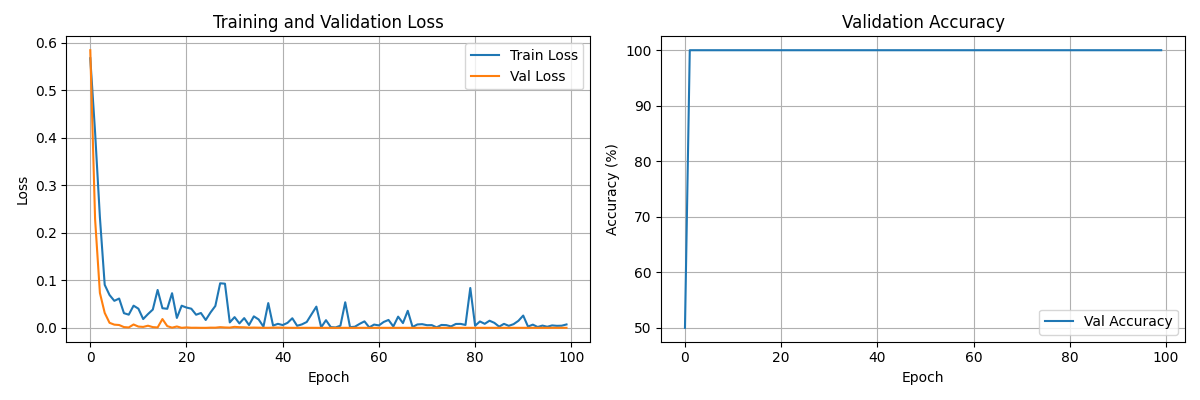 Training and Validation Loss
Loss
0.6
0.5
0.4
0.3
0.2
0.1
0.0
0 20 40 60 80 100
Epoch
Train Loss
Val Loss
Validation Accuracy
Accuracy (%)
100
90
80
70
60
50
0 20 40 60 80 100
Epoch
Val Accuracy